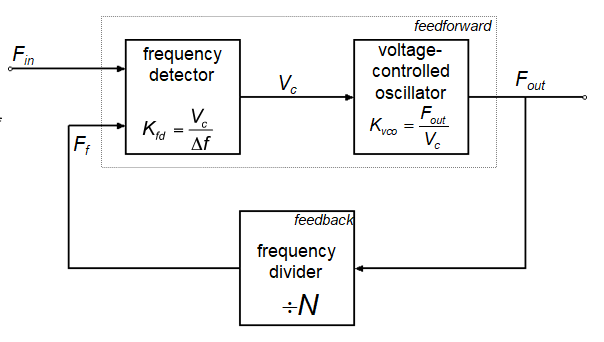 feedforward
F_in
frequency
detector
K_fd = V_c / Δf
V_c
voltage-
controlled
oscillator
K_vco = F_out / V_c
F_out
F_f
feedback
frequency
divider
÷N